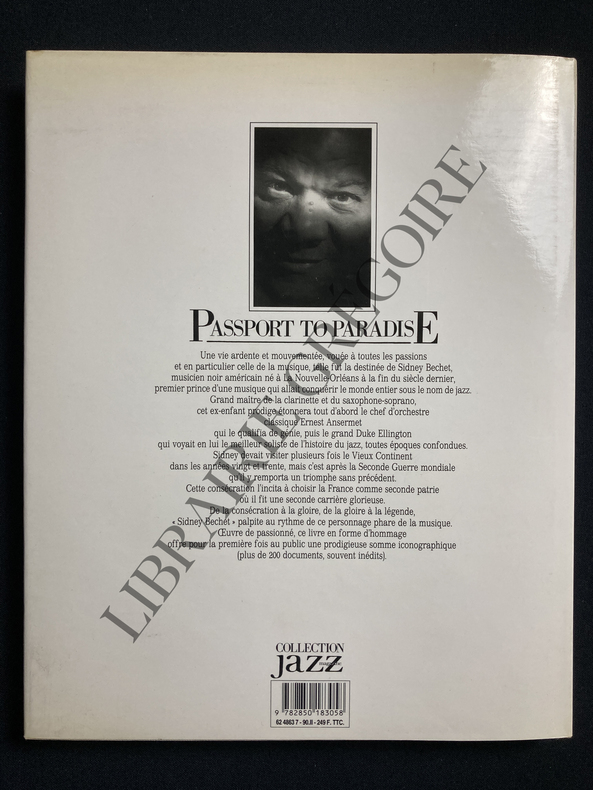 PASSPORT TO PARADISE
Une vie ardente et mouvementée, vouée à toutes les passions
et en particulier celle de la musique, telle fut la destinée de Sidney Bechet,
musicien noir américain né à La Nouvelle-Orléans à la fin du siècle dernier,
premier prince d'une musique qui allait conquérir le monde entier sous le nom de jazz.
Grand maître de la clarinette et du saxophone-soprano,
cet ex-enfant prodige étonnera tout d'abord le chef d'orchestre
classique Ernest Ansermet
qui le qualifia de génie, puis le grand Duke Ellington
qui voyait en lui le meilleur soliste de l'histoire du jazz, toutes époques confondues.
Sidney devait visiter plusieurs fois le Vieux Continent
dans les années vingt et trente, mais c'est après la Seconde Guerre mondiale
qu'il y remporta un triomphe sans précédent.
Cette consécration l'incita à choisir la France comme seconde patrie
où il fit une seconde carrière glorieuse.
De la consécration à la gloire, de la gloire à la légende,
« Sidney Bechet » palpite au rythme de ce personnage phare de la musique.
Œuvre de passionné, ce livre en forme d'hommage
offre pour la première fois au public une prodigieuse somme iconographique
(plus de 200 documents, souvent inédits).
LIBRAIRIE GRÉGOIRE
COLLECTION
jazz
magazine
9 782850 183058
62 4863 7 - 90.II - 249 F. TTC.